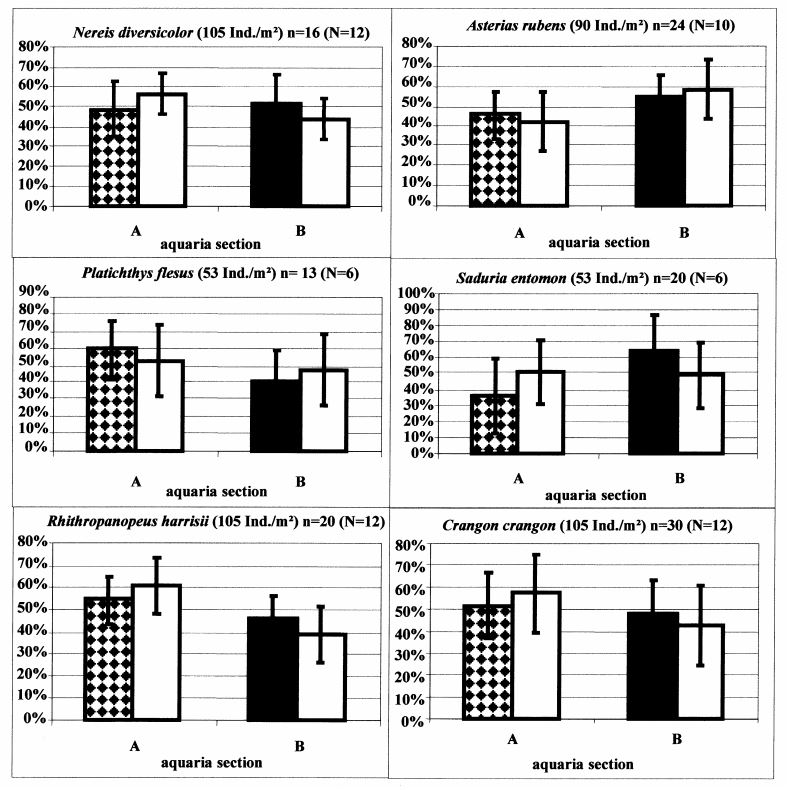 Nereis diversicolor (105 Ind./m²) n=16 (N=12)
80%
70%
60%
50%
40%
30%
20%
10%
0%
A
B
aquaria section
Asterias rubens (90 Ind./m²) n=24 (N=10)
80%
70%
60%
50%
40%
30%
20%
10%
0%
A
B
aquaria section
Platichthys flesus (53 Ind./m²) n= 13 (N=6)
90%
80%
70%
60%
50%
40%
30%
20%
10%
0%
A
B
aquaria section
Saduria entomon (53 Ind./m²) n=20 (N=6)
100%
90%
80%
70%
60%
50%
40%
30%
20%
10%
0%
A
B
aquaria section
Rhithropanopeus harrisii (105 Ind./m²) n=20 (N=12)
80%
70%
60%
50%
40%
30%
20%
10%
0%
A
B
aquaria section
Crangon crangon (105 Ind./m²) n=30 (N=12)
80%
70%
60%
50%
40%
30%
20%
10%
0%
A
B
aquaria section